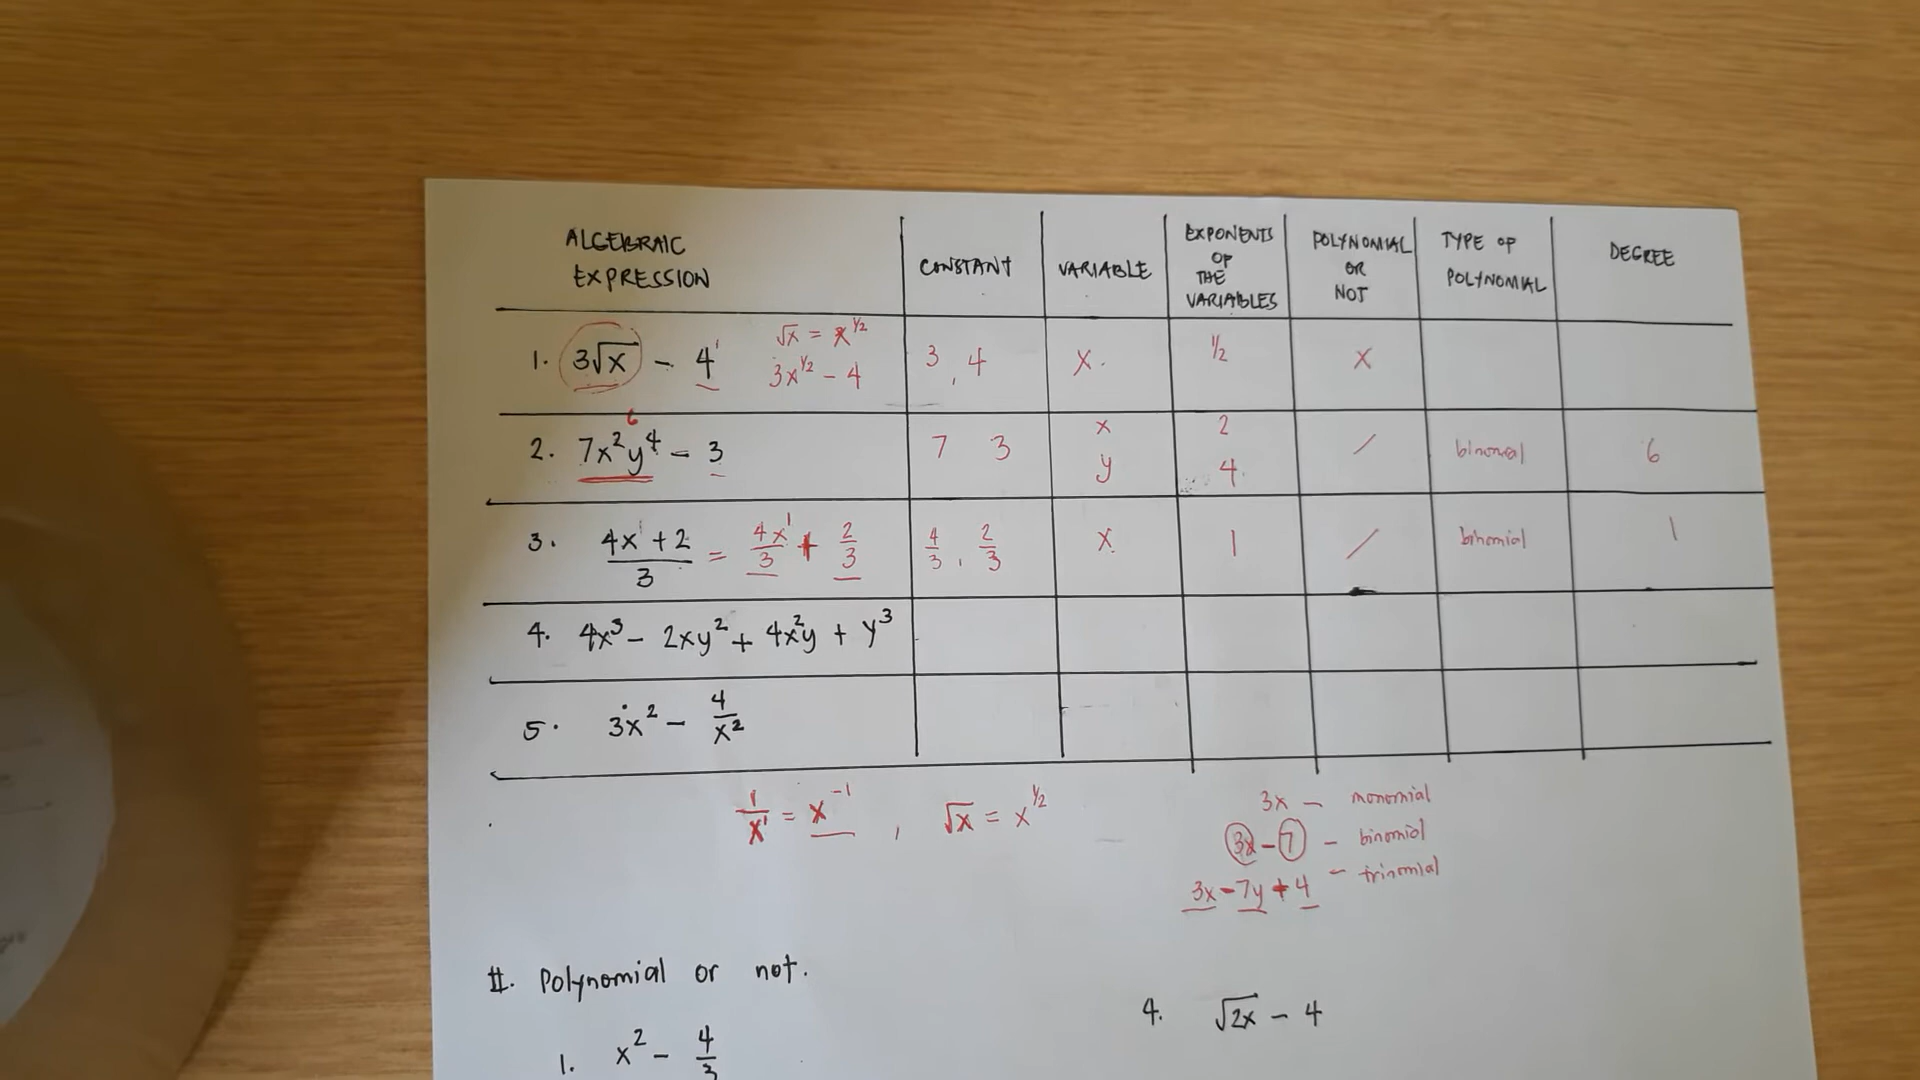 ALGEBRAIC EXPRESSION | CONSTANT | VARIABLE | EXPONENTS OF THE VARIABLES | POLYNOMIAL OR NOT | TYPE OF POLYNOMIAL | DEGREE
1. 3√x - 4' √x = x^1/2 3x^1/2 - 4 | 3, 4 | x. | 1/2 | x
2. 7x²y⁴ - 3 6 | 7 3 | x y | 2 4 | / | binomial | 6
3. (4x¹ + 2)/3 = 4x¹/3 + 2/3 | 4/3, 2/3 | x | 1 | / | binomial | 1
4. 4x³ - 2xy² + 4x²y + y³
5. 3x² - 4/x²
1/x¹ = x⁻¹ , √x = x^1/2
3x - monomial
3x - 7 - binomial
3x - 7y + 4 - trinomial
II. Polynomial or not.
1. x² - 4/3
4. √2x - 4